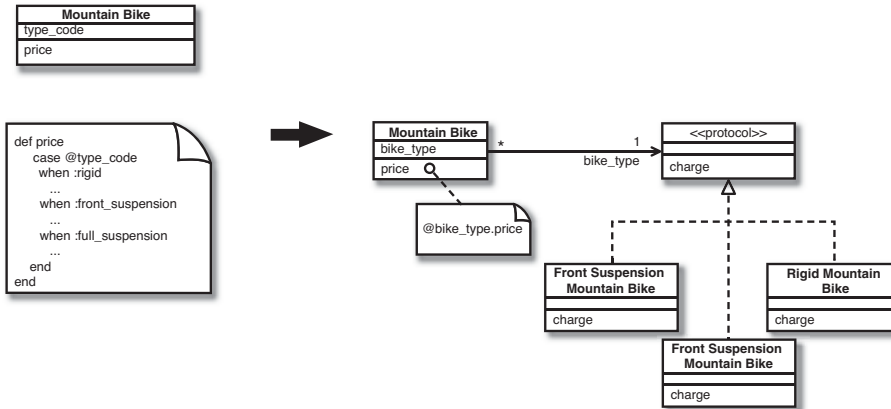 Mountain Bike
type_code
price
def price
case @type_code
when :rigid
...
when :front_suspension
...
when :full_suspension
...
end
end
Mountain Bike
bike_type
price
*
1
bike_type
<<protocol>>
charge
@bike_type.price
Front Suspension
Mountain Bike
charge
Rigid Mountain
Bike
charge
Front Suspension
Mountain Bike
charge